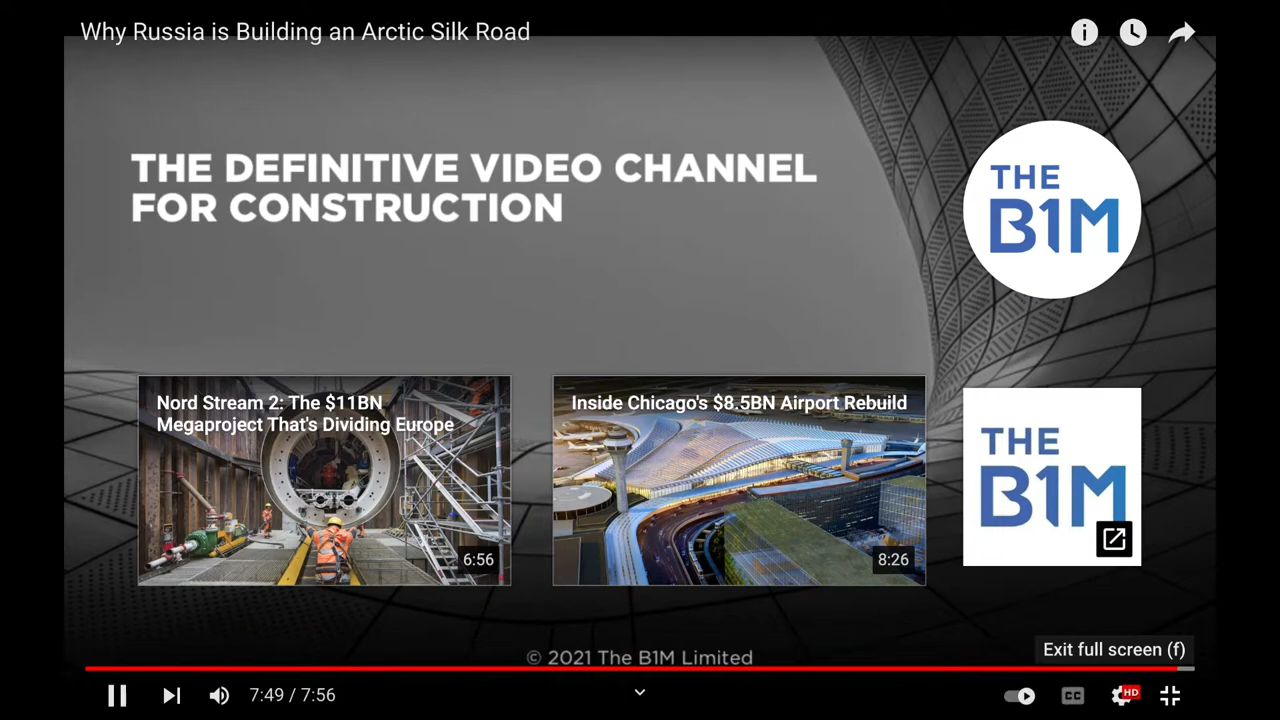 Why Russia is Building an Arctic Silk Road
THE DEFINITIVE VIDEO CHANNEL
FOR CONSTRUCTION
THE
B1M
Nord Stream 2: The $11BN
Megaproject That's Dividing Europe
6:56
Inside Chicago's $8.5BN Airport Rebuild
8:26
THE
B1M
© 2021 The B1M Limited
Exit full screen (f)
7:49 / 7:56
CC
HD